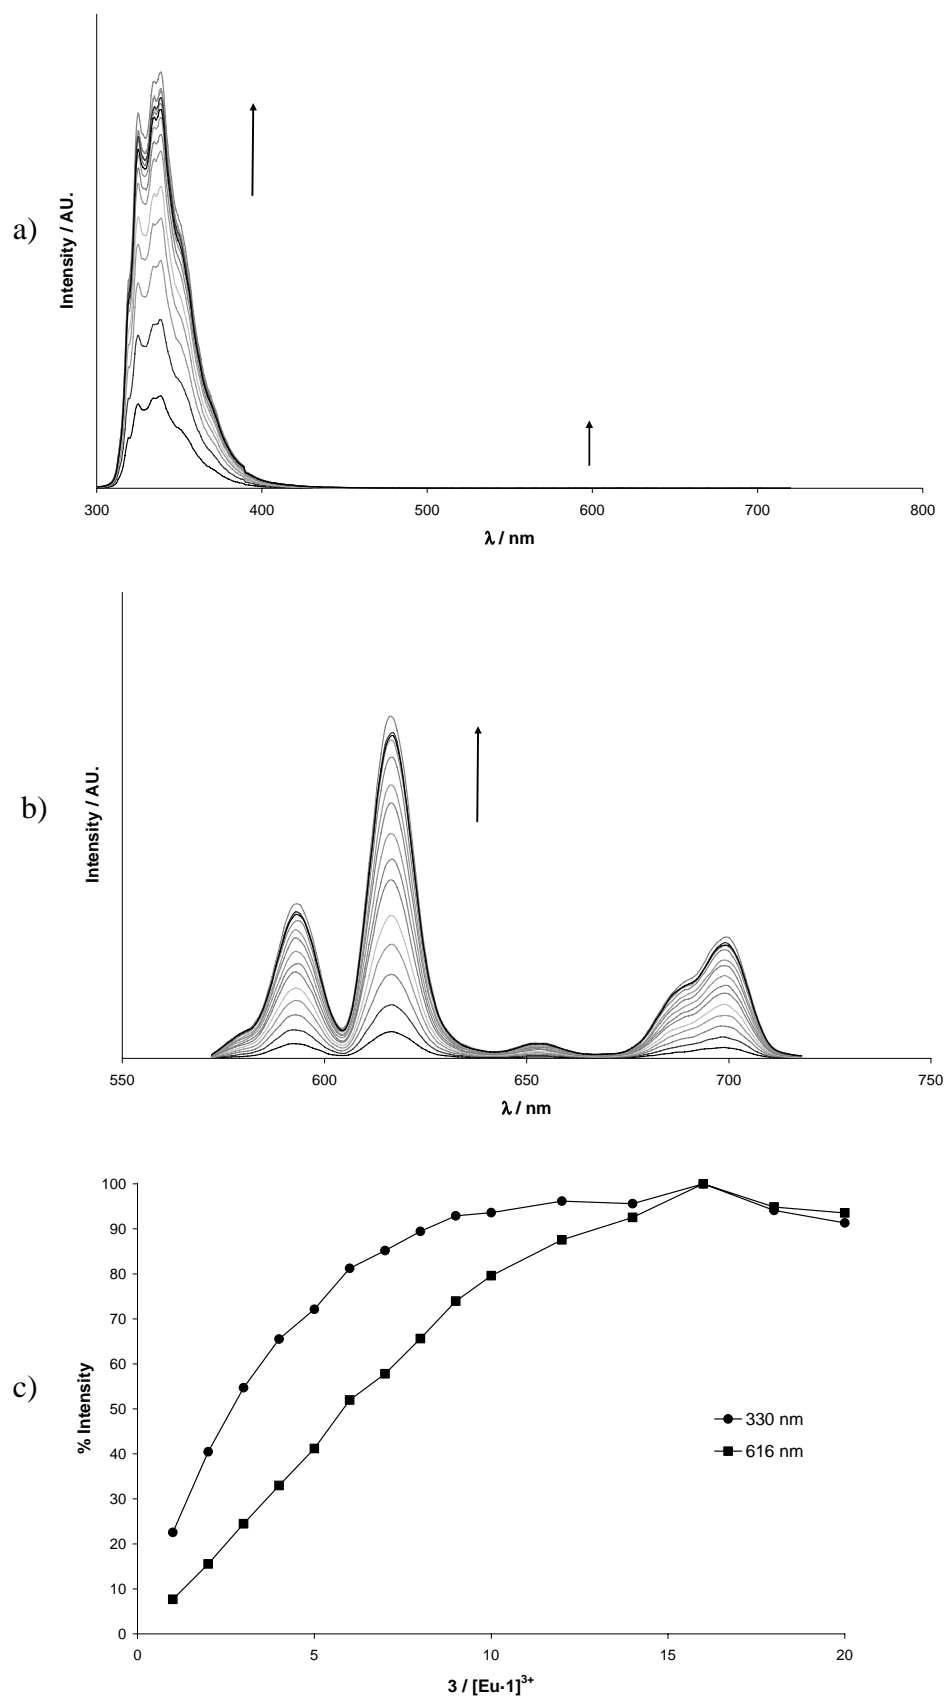 a)
Intensity / AU.
300 400 500 600 700 800
λ / nm
b)
Intensity / AU.
550 600 650 700 750
λ / nm
c)
% Intensity
100
90
80
70
60
50
40
30
20
10
0
330 nm
616 nm
0 5 10 15 20
3 / [Eu·1]³⁺